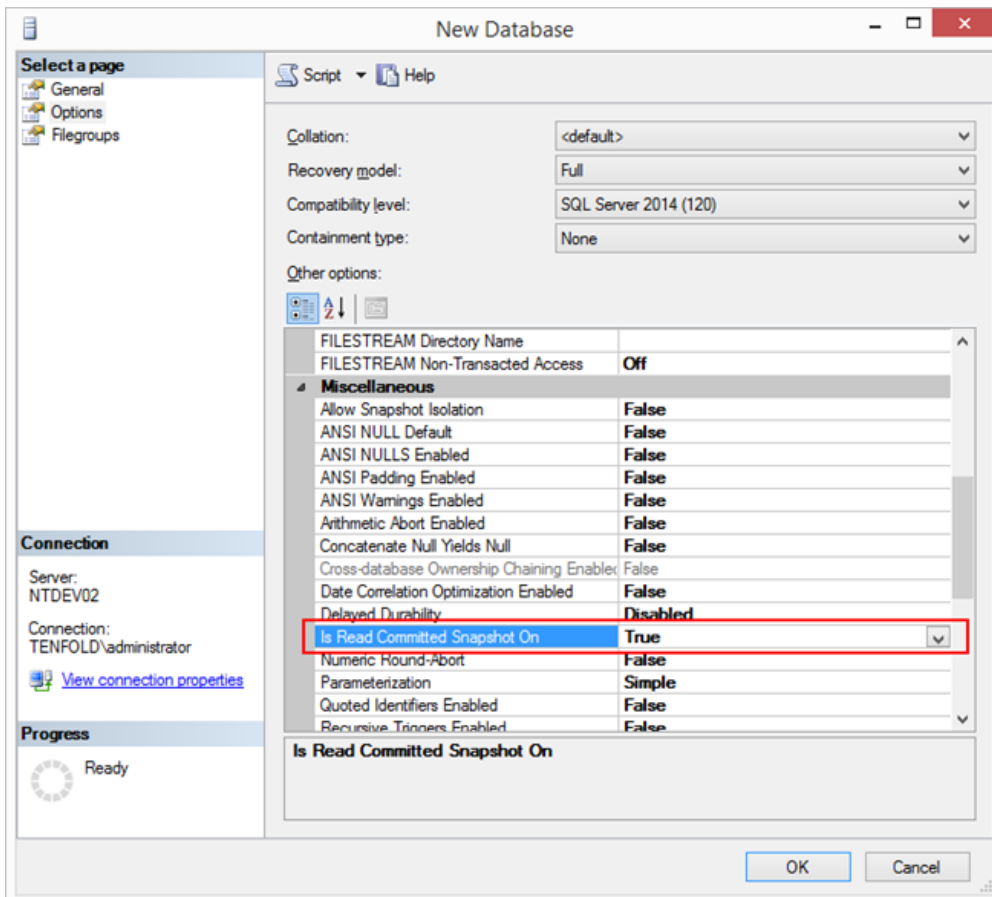 New Database
Select a page
General
Options
Filegroups
Script Help
Collation: <default>
Recovery model: Full
Compatibility level: SQL Server 2014 (120)
Containment type: None
Other options:
FILESTREAM Directory Name
FILESTREAM Non-Transacted Access Off
Miscellaneous
Allow Snapshot Isolation False
ANSI NULL Default False
ANSI NULLS Enabled False
ANSI Padding Enabled False
ANSI Warnings Enabled False
Arithmetic Abort Enabled False
Concatenate Null Yields Null False
Cross-database Ownership Chaining Enabled False
Date Correlation Optimization Enabled False
Delayed Durability Disabled
Is Read Committed Snapshot On True
Numeric Round-Abort False
Parameterization Simple
Quoted Identifiers Enabled False
Recursive Triggers Enabled False
Is Read Committed Snapshot On
Connection
Server:
NTDEV02
Connection:
TENFOLD\administrator
View connection properties
Progress
Ready
OK Cancel